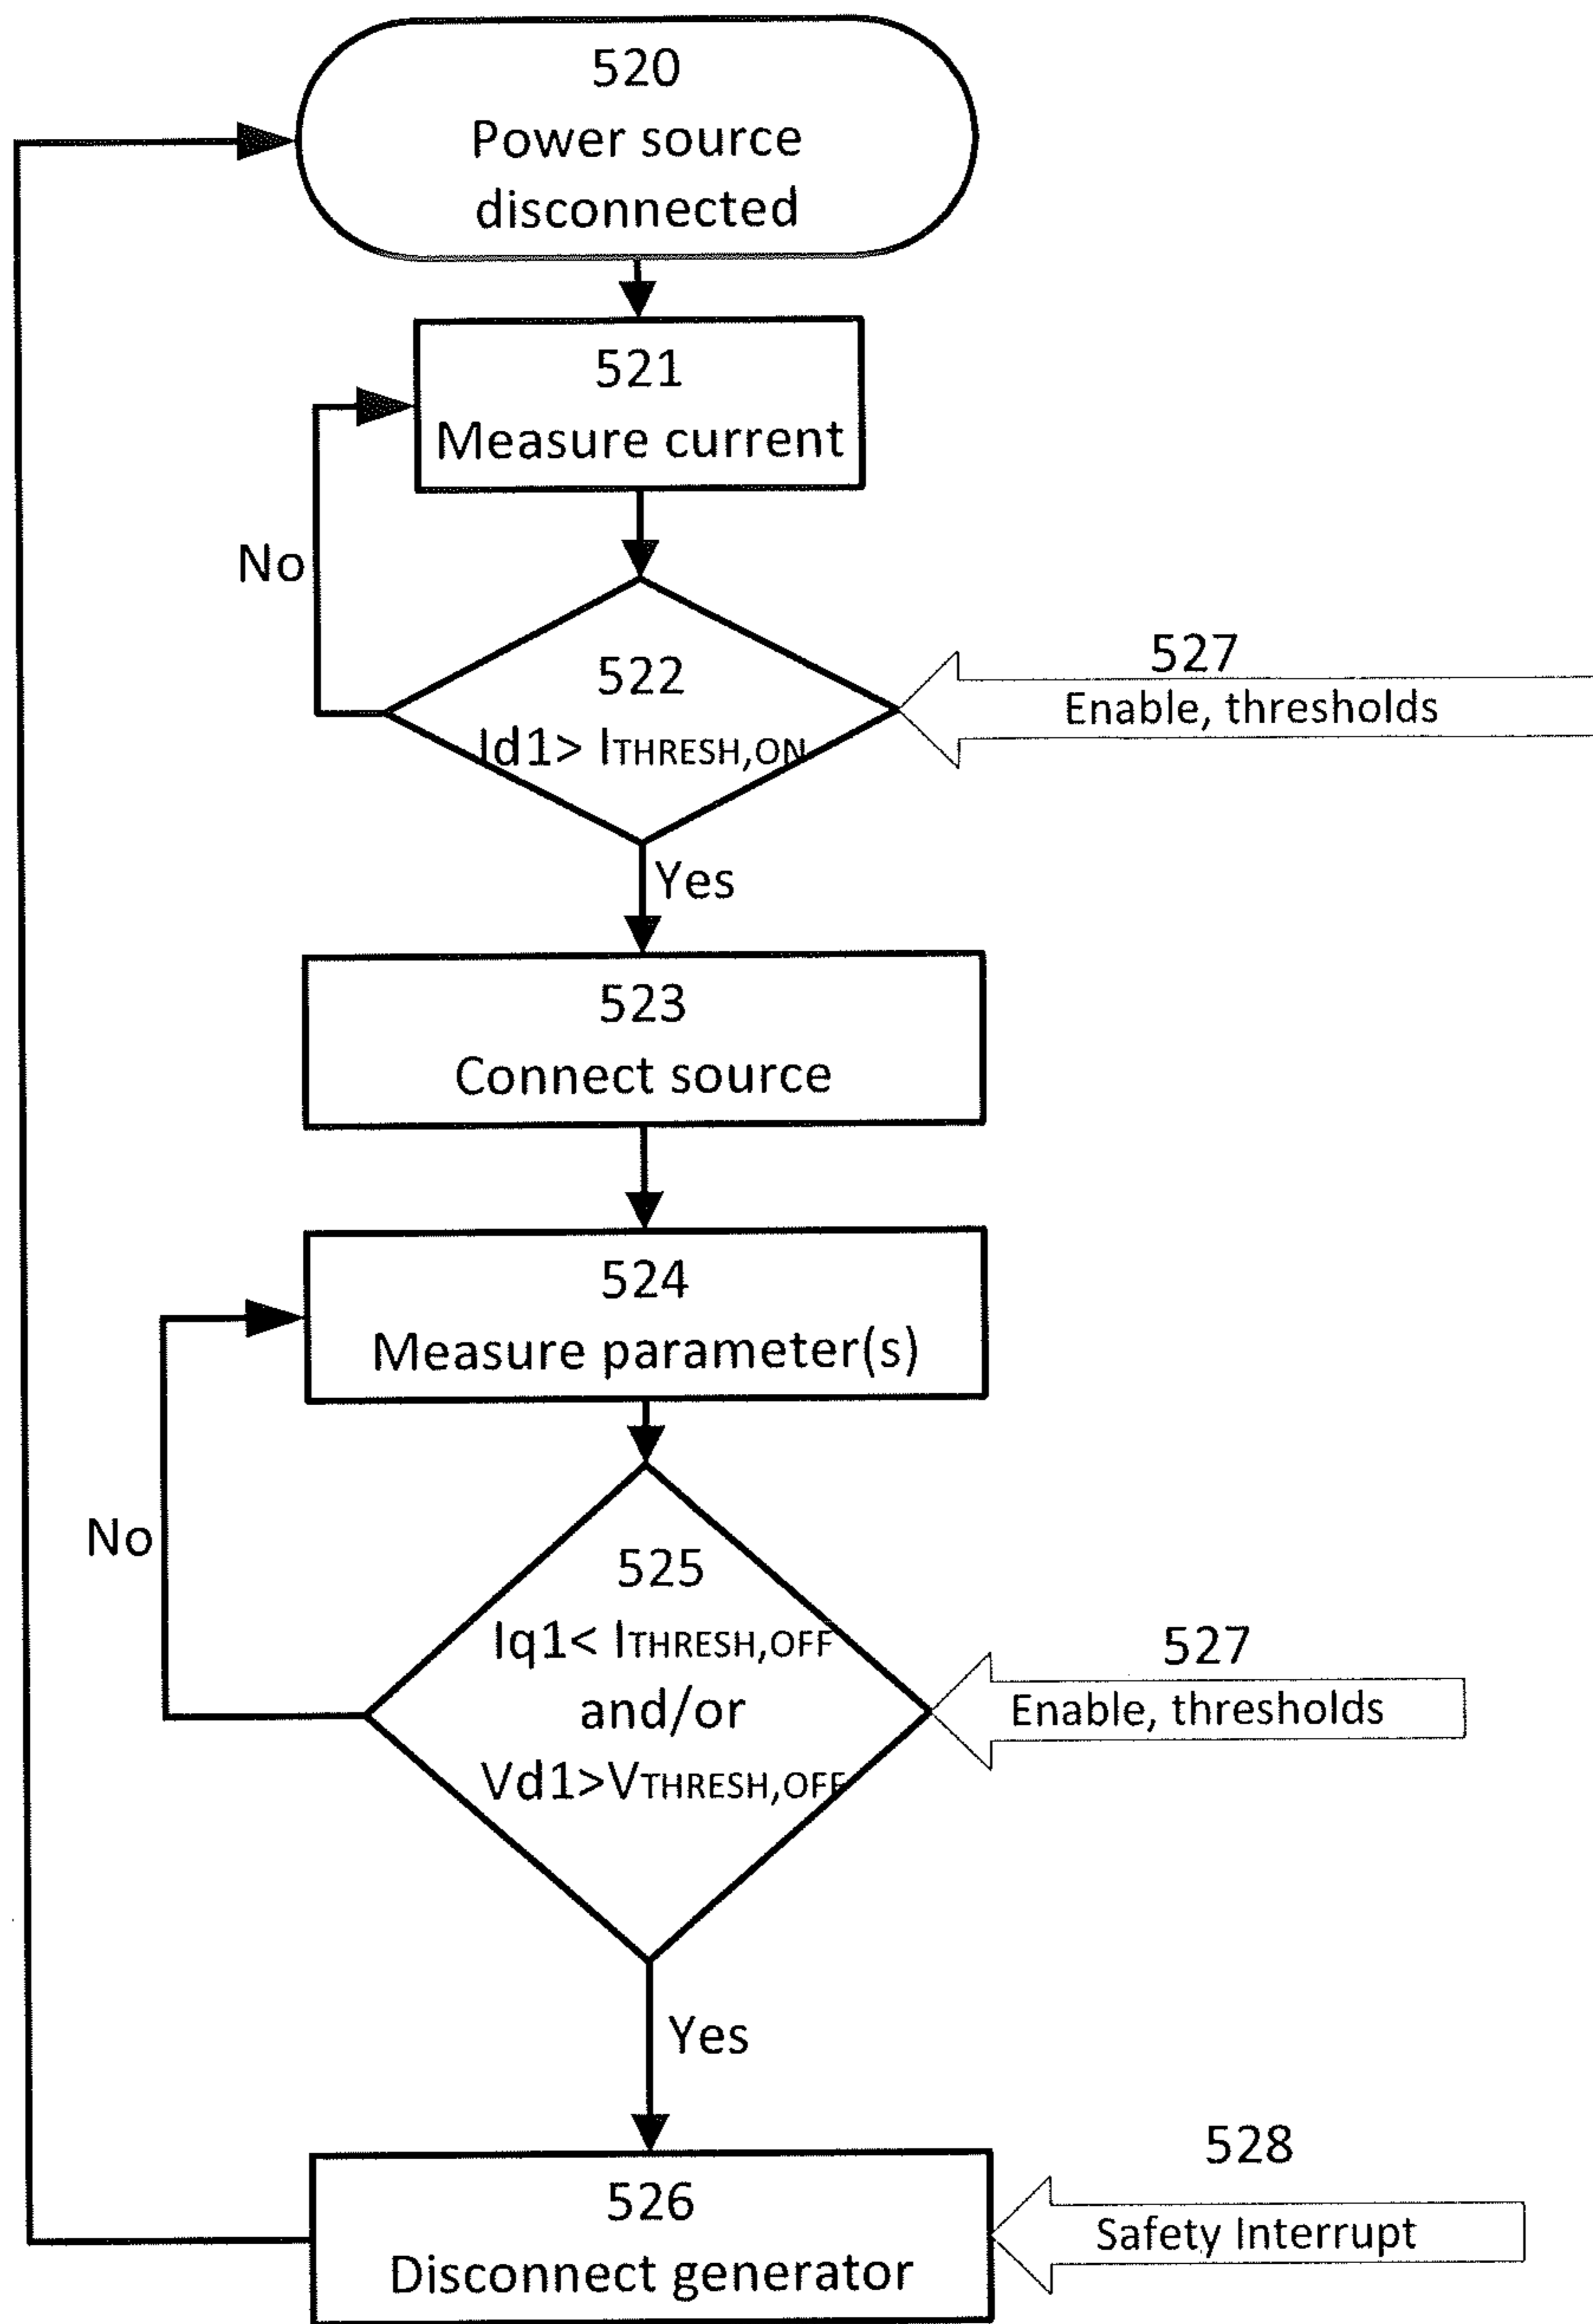 520
Power source
disconnected
521
Measure current
No
522
Id1> ITHRESH,ON
527
Enable, thresholds
Yes
523
Connect source
524
Measure parameter(s)
No
525
Iq1< ITHRESH,OFF
and/or
Vd1>VTHRESH,OFF
527
Enable, thresholds
Yes
526
Disconnect generator
528
Safety Interrupt